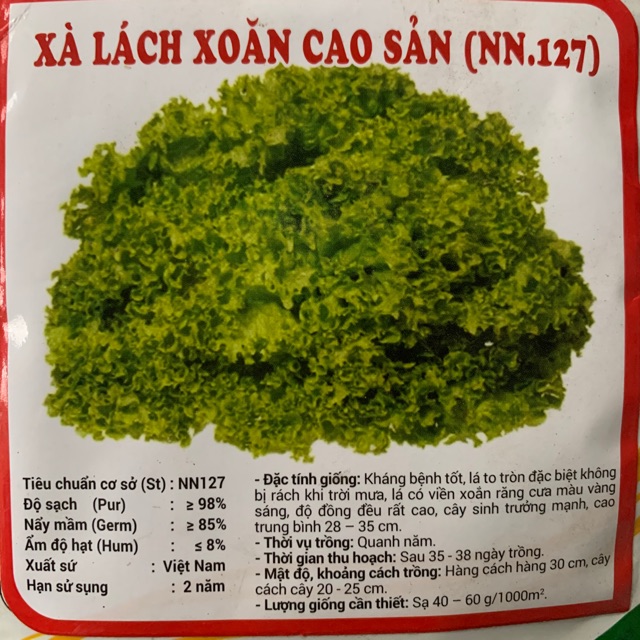 XÀ LÁCH XOĂN CAO SẢN (NN.127)
Tiêu chuẩn cơ sở (St) : NN127
Độ sạch (Pur) : ≥ 98%
Nẩy mầm (Germ) : ≥ 85%
Ẩm độ hạt (Hum) : ≤ 8%
Xuất sứ : Việt Nam
Hạn sử sụng : 2 năm
- Đặc tính giống: Kháng bệnh tốt, lá to tròn đặc biệt không
bị rách khi trời mưa, lá có viền xoắn răng cưa màu vàng
sáng, độ đồng đều rất cao, cây sinh trưởng mạnh, cao
trung bình 28 – 35 cm.
- Thời vụ trồng: Quanh năm.
- Thời gian thu hoạch: Sau 35 - 38 ngày trồng.
- Mật độ, khoảng cách trồng: Hàng cách hàng 30 cm, cây
cách cây 20 - 25 cm.
- Lượng giống cần thiết: Sạ 40 – 60 g/1000m².